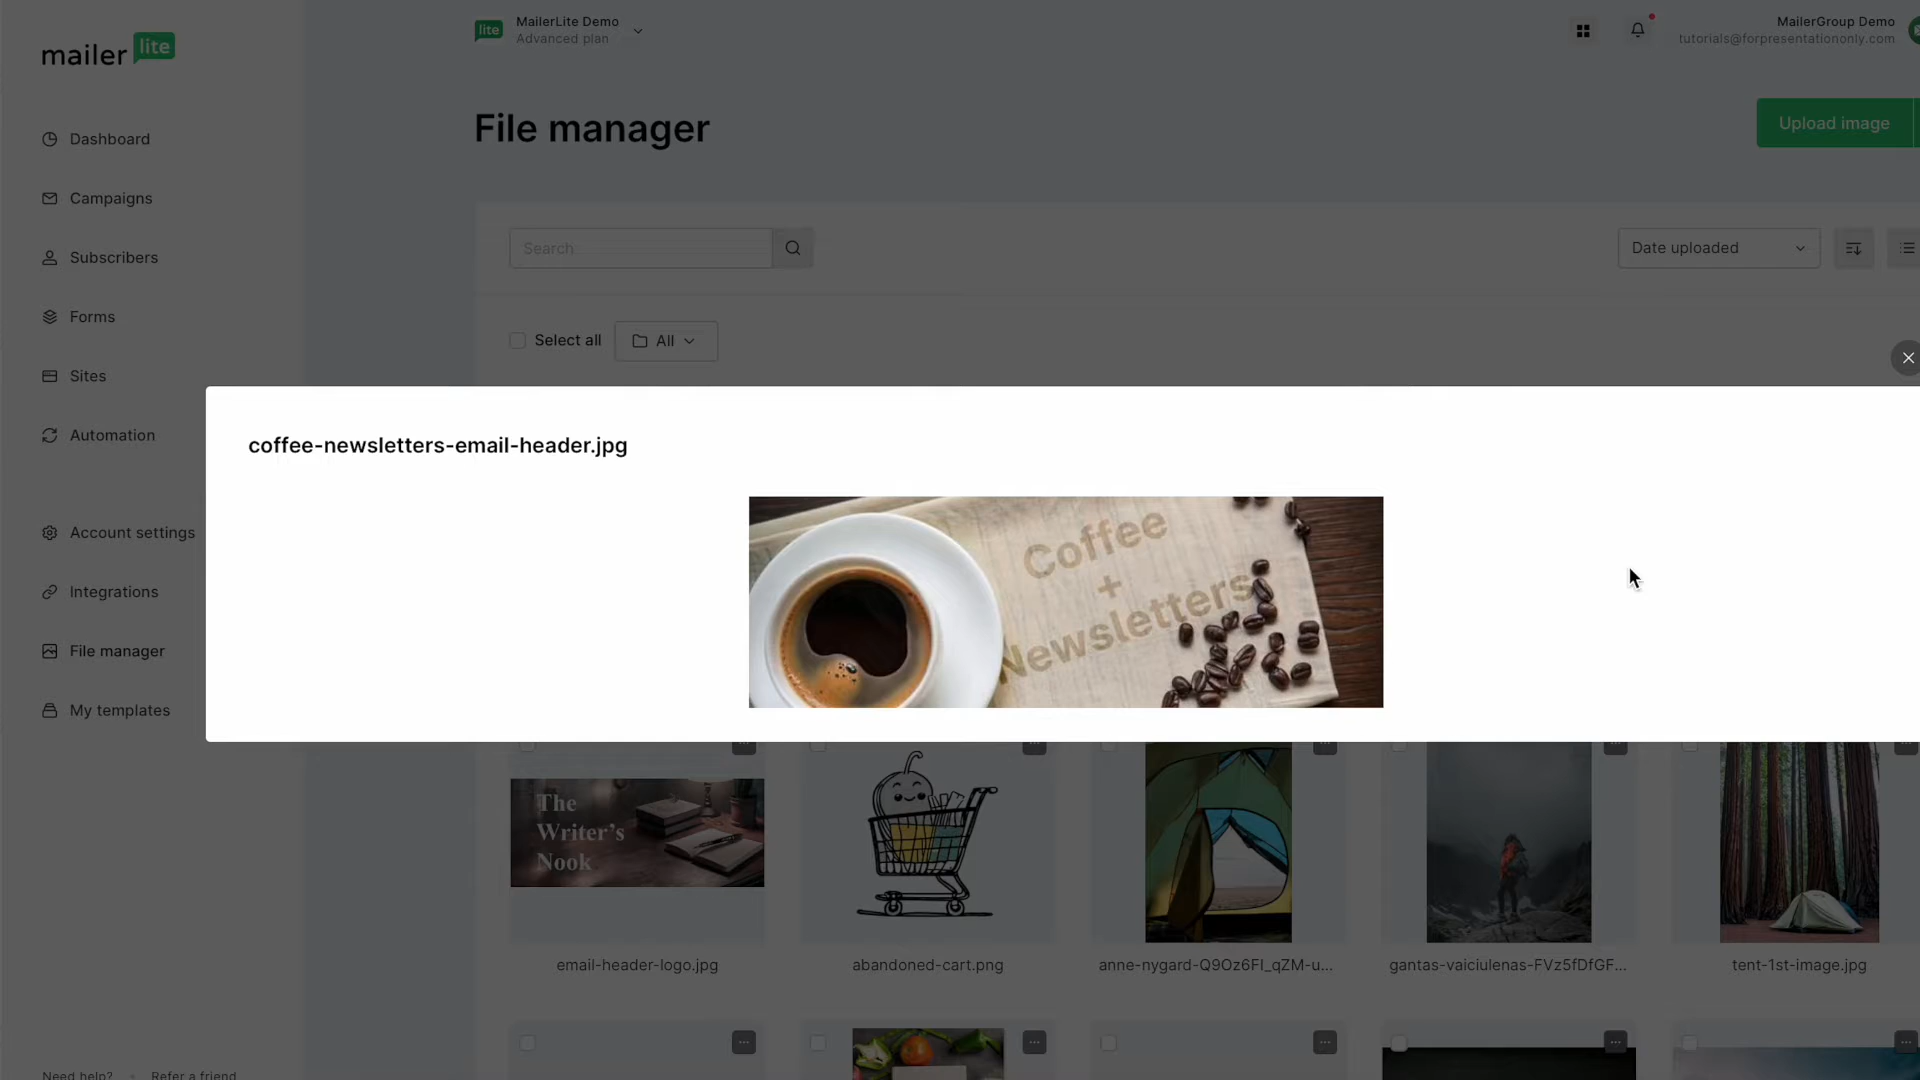 mailer lite
lite
MailerLite Demo
Advanced plan
MailerGroup Demo
tutorials@forpresentationonly.com
Dashboard
Campaigns
Subscribers
Forms
Sites
Automation
Account settings
Integrations
File manager
My templates
Need help?
Refer a friend
File manager
Upload image
Search
Date uploaded
Select all
All
coffee-newsletters-email-header.jpg
Coffee
+
Newsletters
The
Writer's
Nook
email-header-logo.jpg
abandoned-cart.png
anne-nygard-Q9Oz6FI_qZM-u...
gantas-vaiciulenas-FVz5fDfGF...
tent-1st-image.jpg